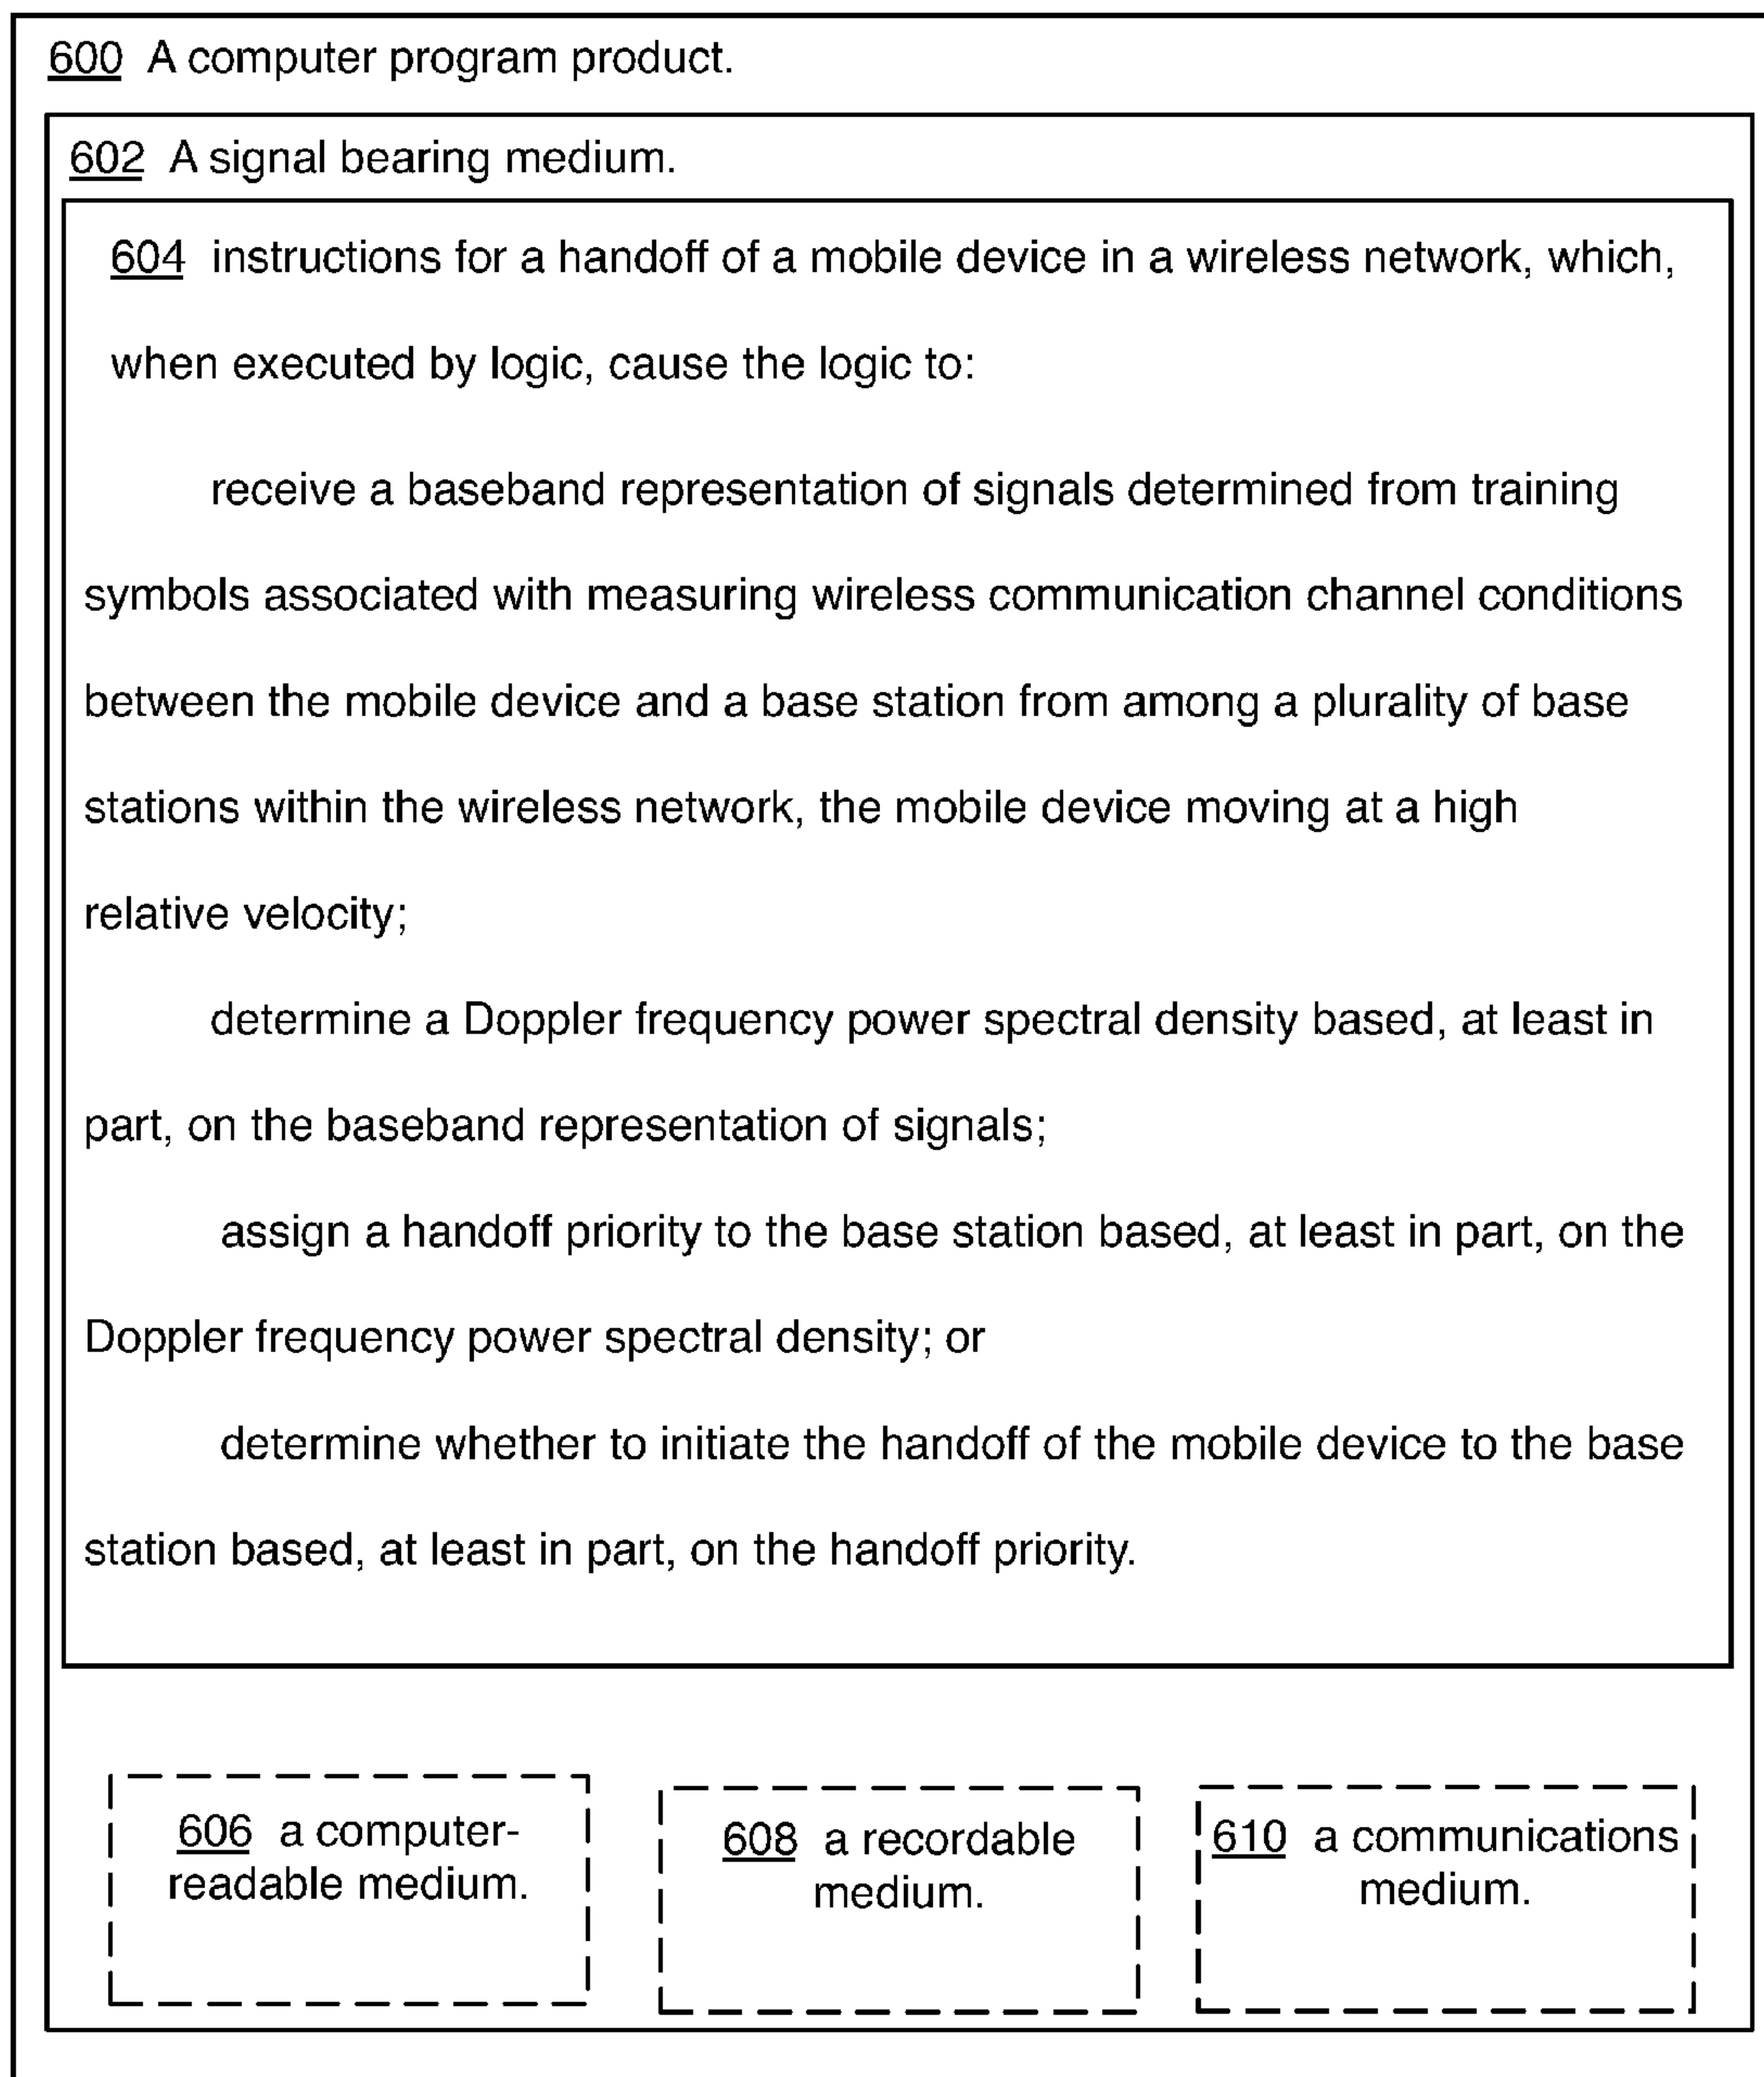 600 A computer program product.
602 A signal bearing medium.
604 instructions for a handoff of a mobile device in a wireless network, which,
when executed by logic, cause the logic to:
receive a baseband representation of signals determined from training
symbols associated with measuring wireless communication channel conditions
between the mobile device and a base station from among a plurality of base
stations within the wireless network, the mobile device moving at a high
relative velocity;
determine a Doppler frequency power spectral density based, at least in
part, on the baseband representation of signals;
assign a handoff priority to the base station based, at least in part, on the
Doppler frequency power spectral density; or
determine whether to initiate the handoff of the mobile device to the base
station based, at least in part, on the handoff priority.
606 a computer-
readable medium.
608 a recordable
medium.
610 a communications
medium.